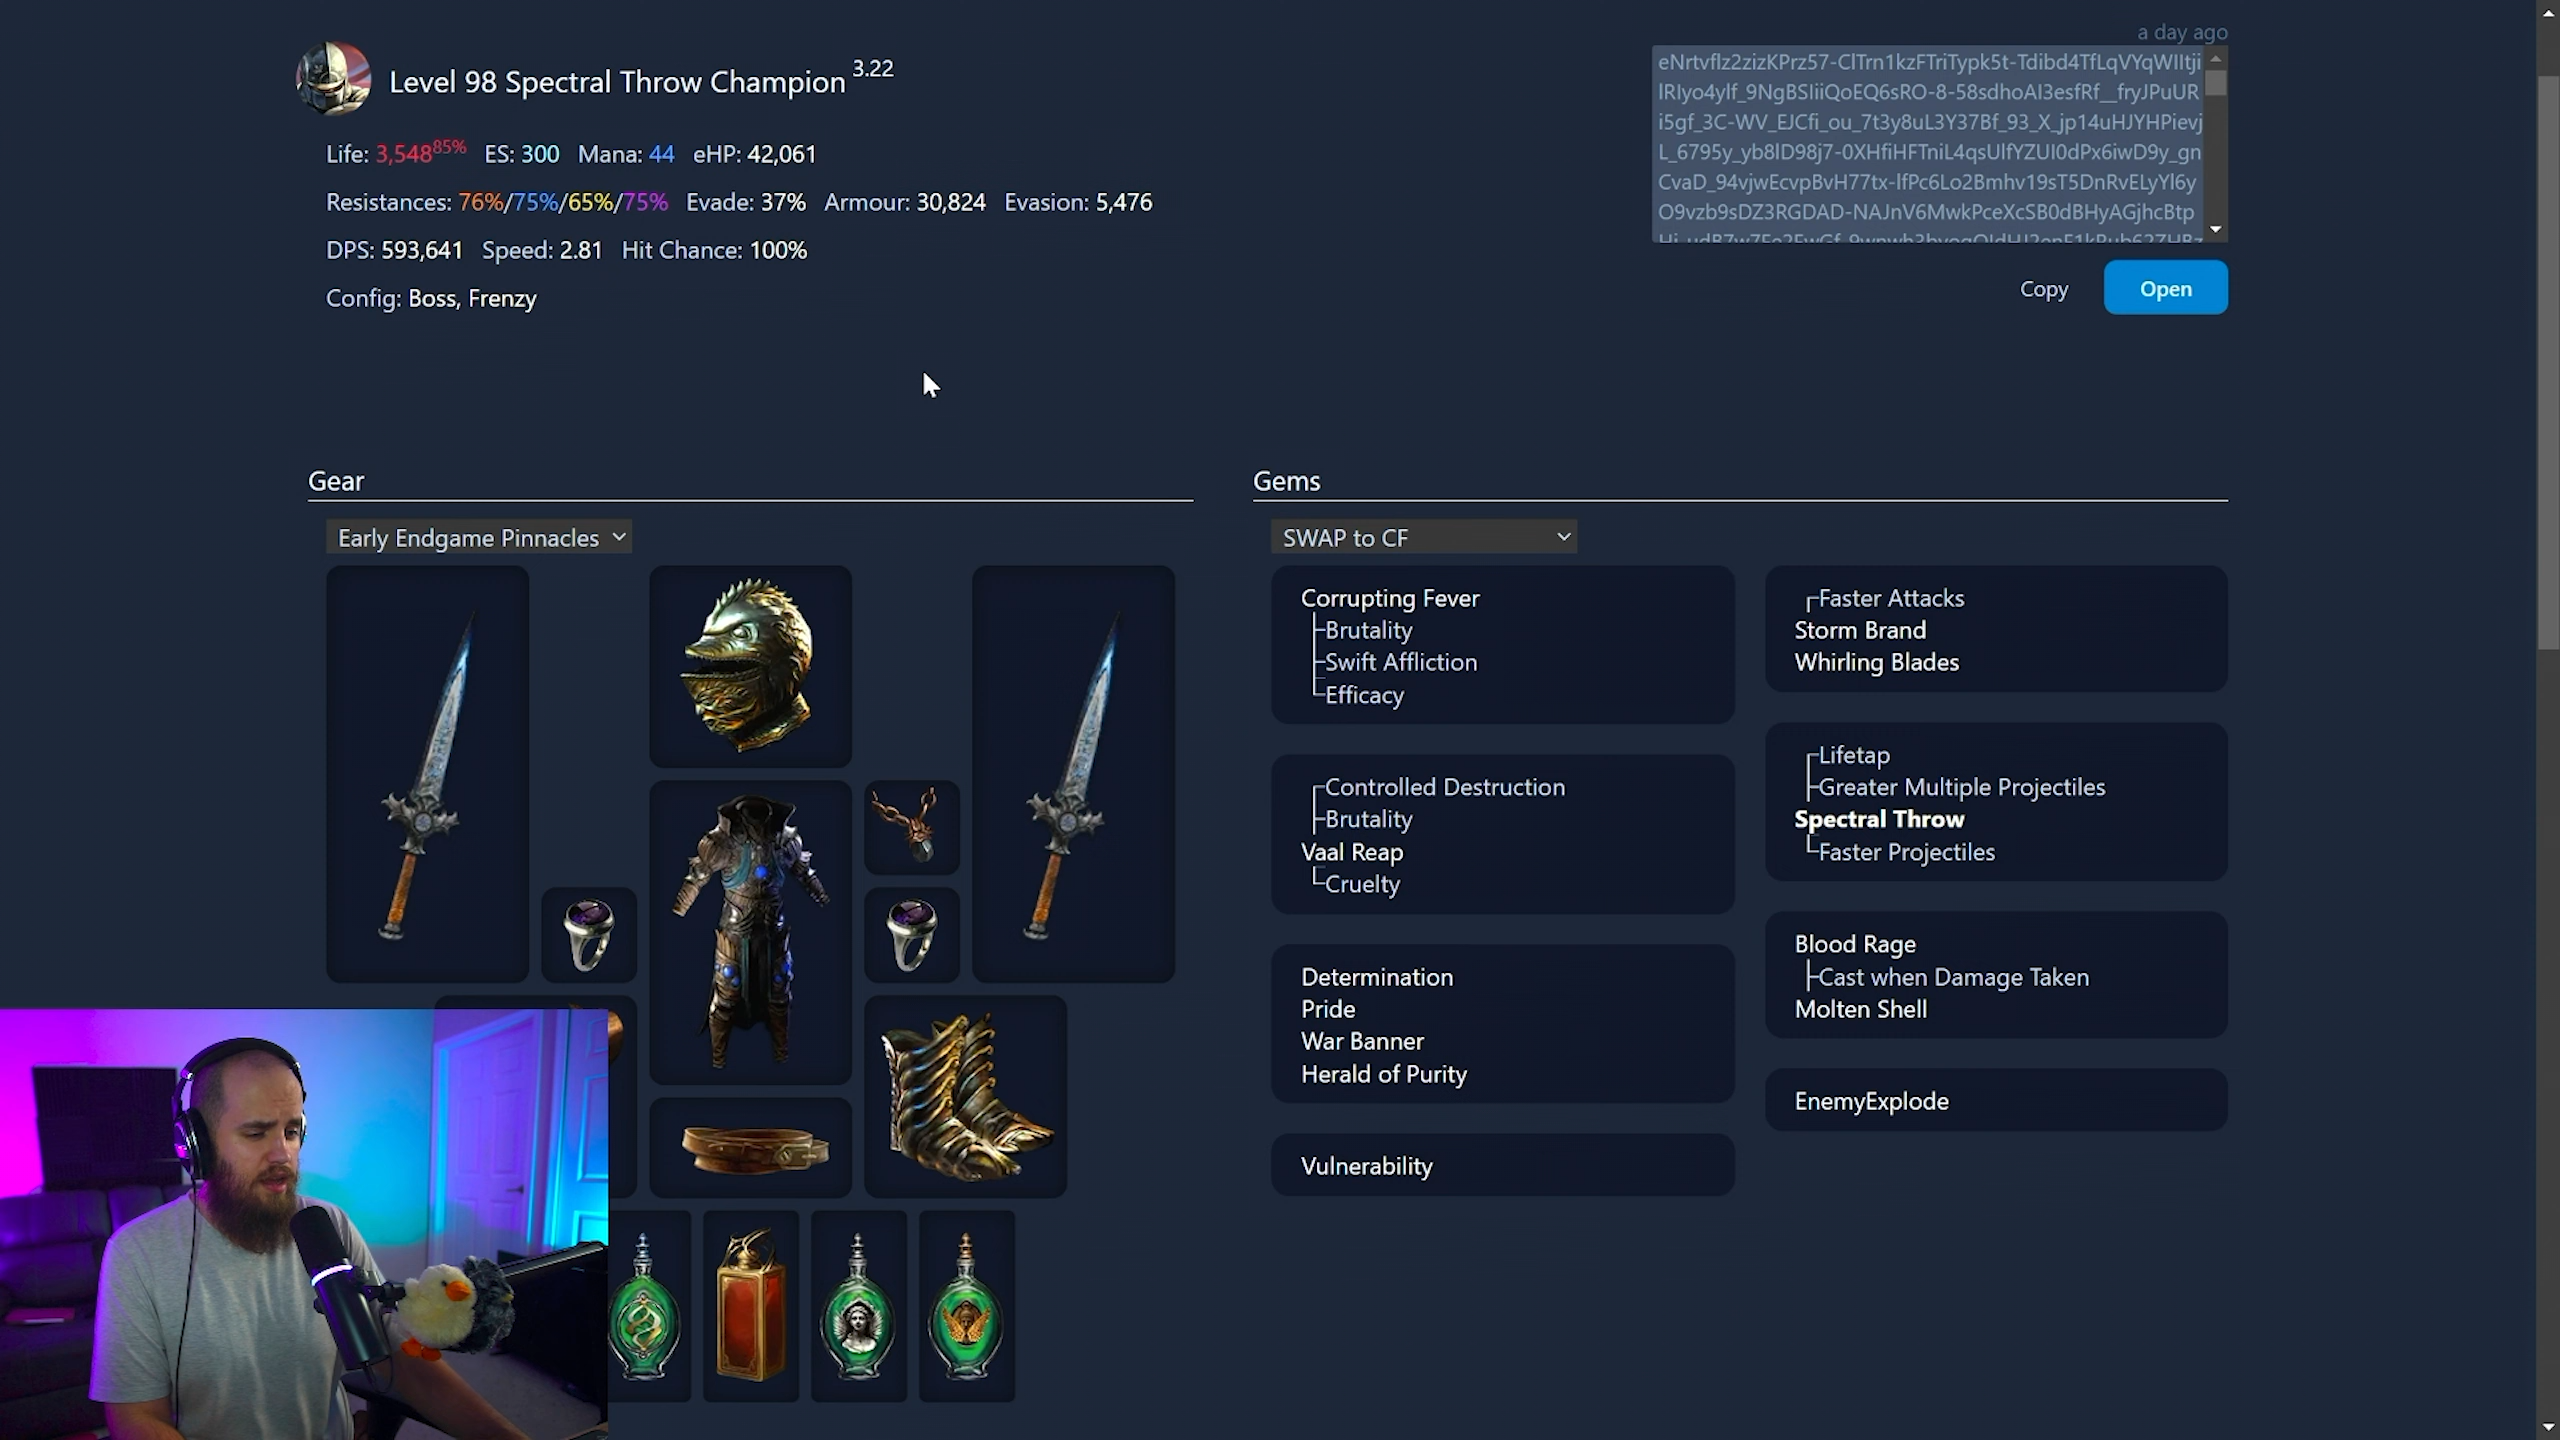 a day ago
Level 98 Spectral Throw Champion 3.22
Life: 3,548 85% ES: 300 Mana: 44 eHP: 42,061
Resistances: 76%/75%/65%/75% Evade: 37% Armour: 30,824 Evasion: 5,476
DPS: 593,641 Speed: 2.81 Hit Chance: 100%
Config: Boss, Frenzy
Copy
Open
Gear
Early Endgame Pinnacles
Gems
SWAP to CF
Corrupting Fever
Brutality
Swift Affliction
Efficacy
Controlled Destruction
Brutality
Vaal Reap
Cruelty
Determination
Pride
War Banner
Herald of Purity
Vulnerability
Faster Attacks
Storm Brand
Whirling Blades
Lifetap
Greater Multiple Projectiles
Spectral Throw
Faster Projectiles
Blood Rage
Cast when Damage Taken
Molten Shell
EnemyExplode